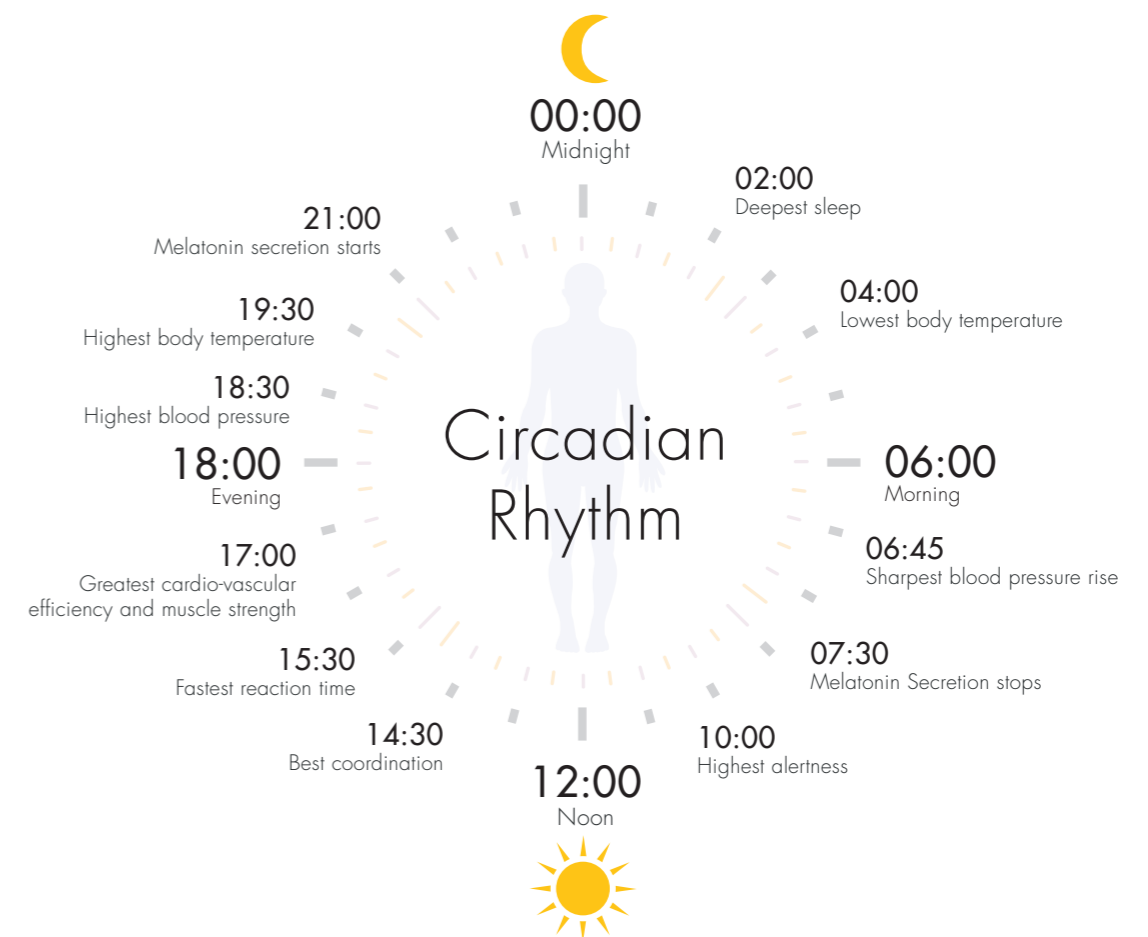 00:00
Midnight
02:00
Deepest sleep
04:00
Lowest body temperature
06:00
Morning
06:45
Sharpest blood pressure rise
07:30
Melatonin Secretion stops
10:00
Highest alertness
12:00
Noon
14:30
Best coordination
15:30
Fastest reaction time
17:00
Greatest cardio-vascular
efficiency and muscle strength
18:00
Evening
18:30
Highest blood pressure
19:30
Highest body temperature
21:00
Melatonin secretion starts
Circadian
Rhythm